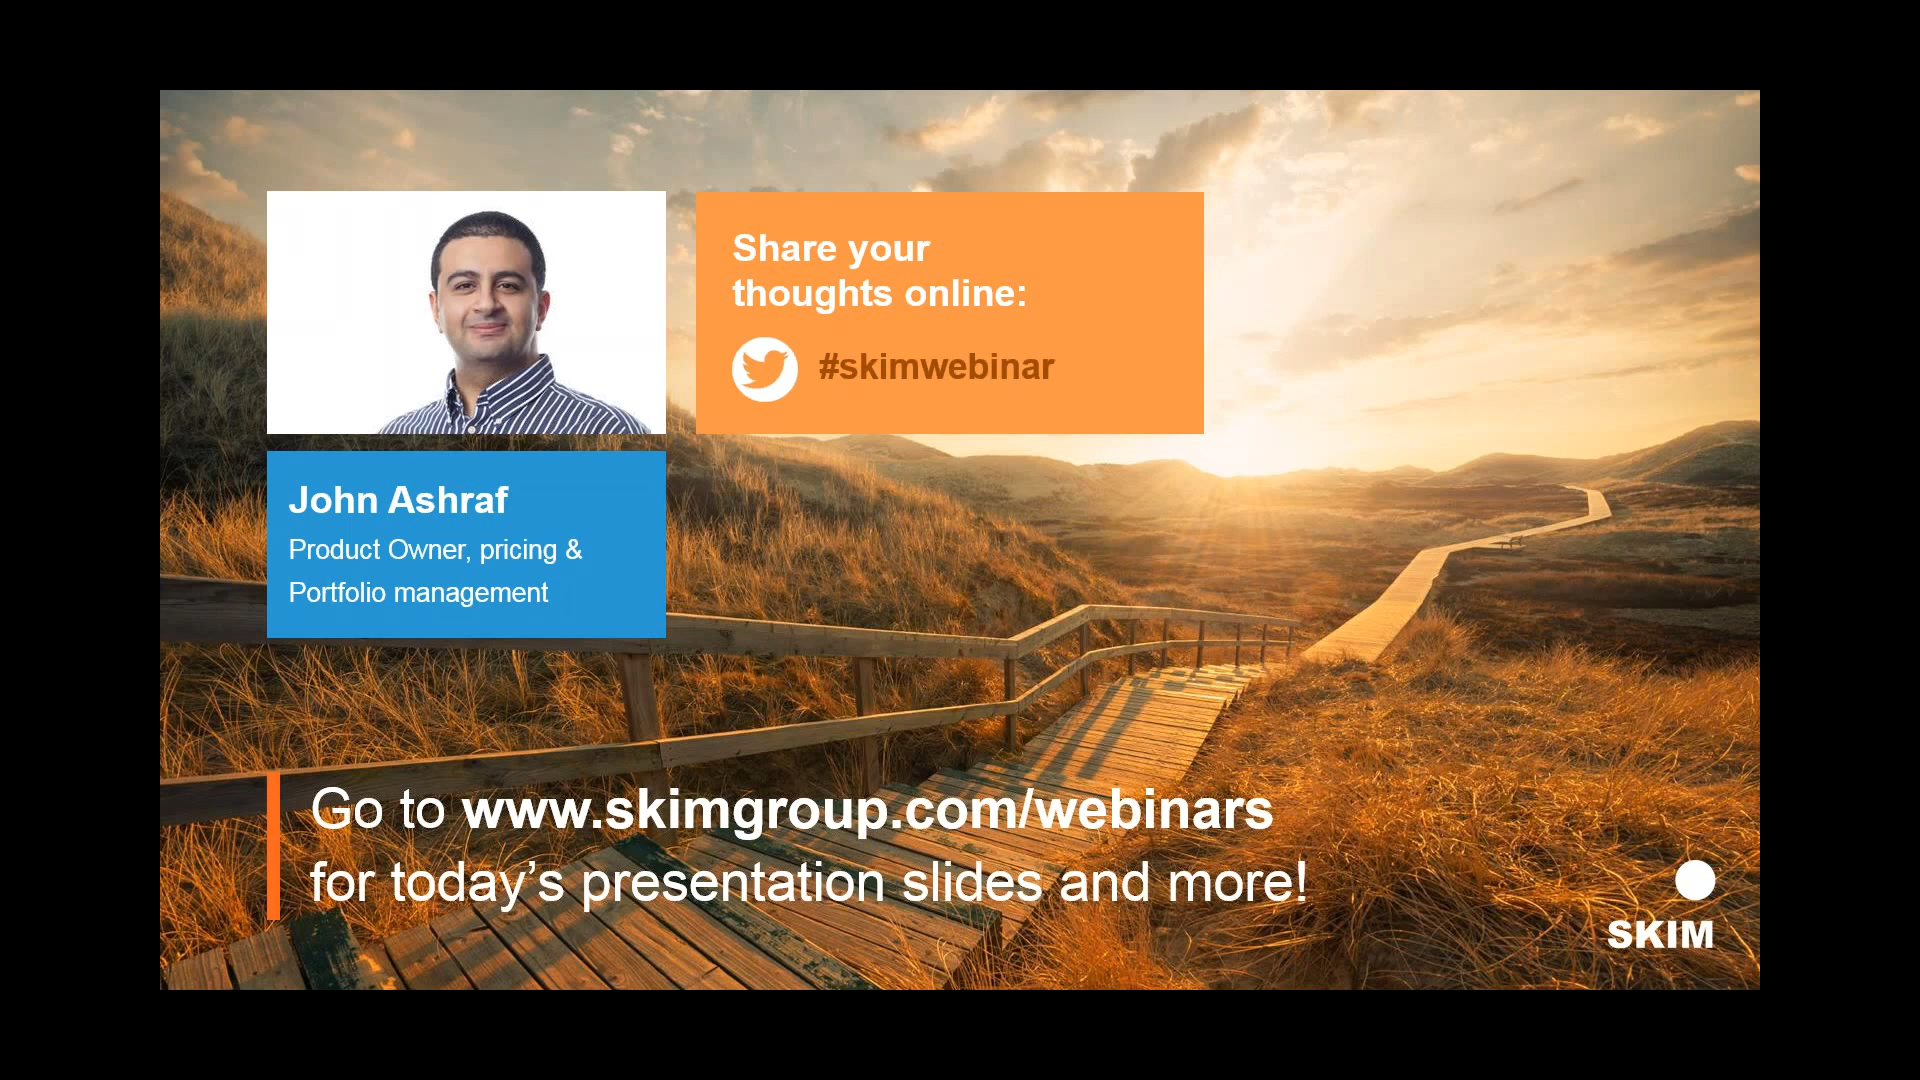 Share your
thoughts online:
#skimwebinar
John Ashraf
Product Owner, pricing &
Portfolio management
Go to www.skimgroup.com/webinars
for today’s presentation slides and more!
SKIM